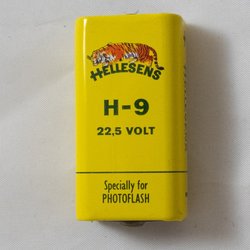 HELLESENS
H-9
22,5 VOLT
Specially for
PHOTOFLASH